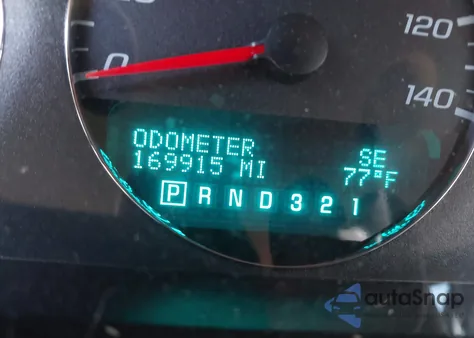 120
0
140
ODOMETER SE
169915 MI 77°F
P R N D 3 2 1
autoSnap